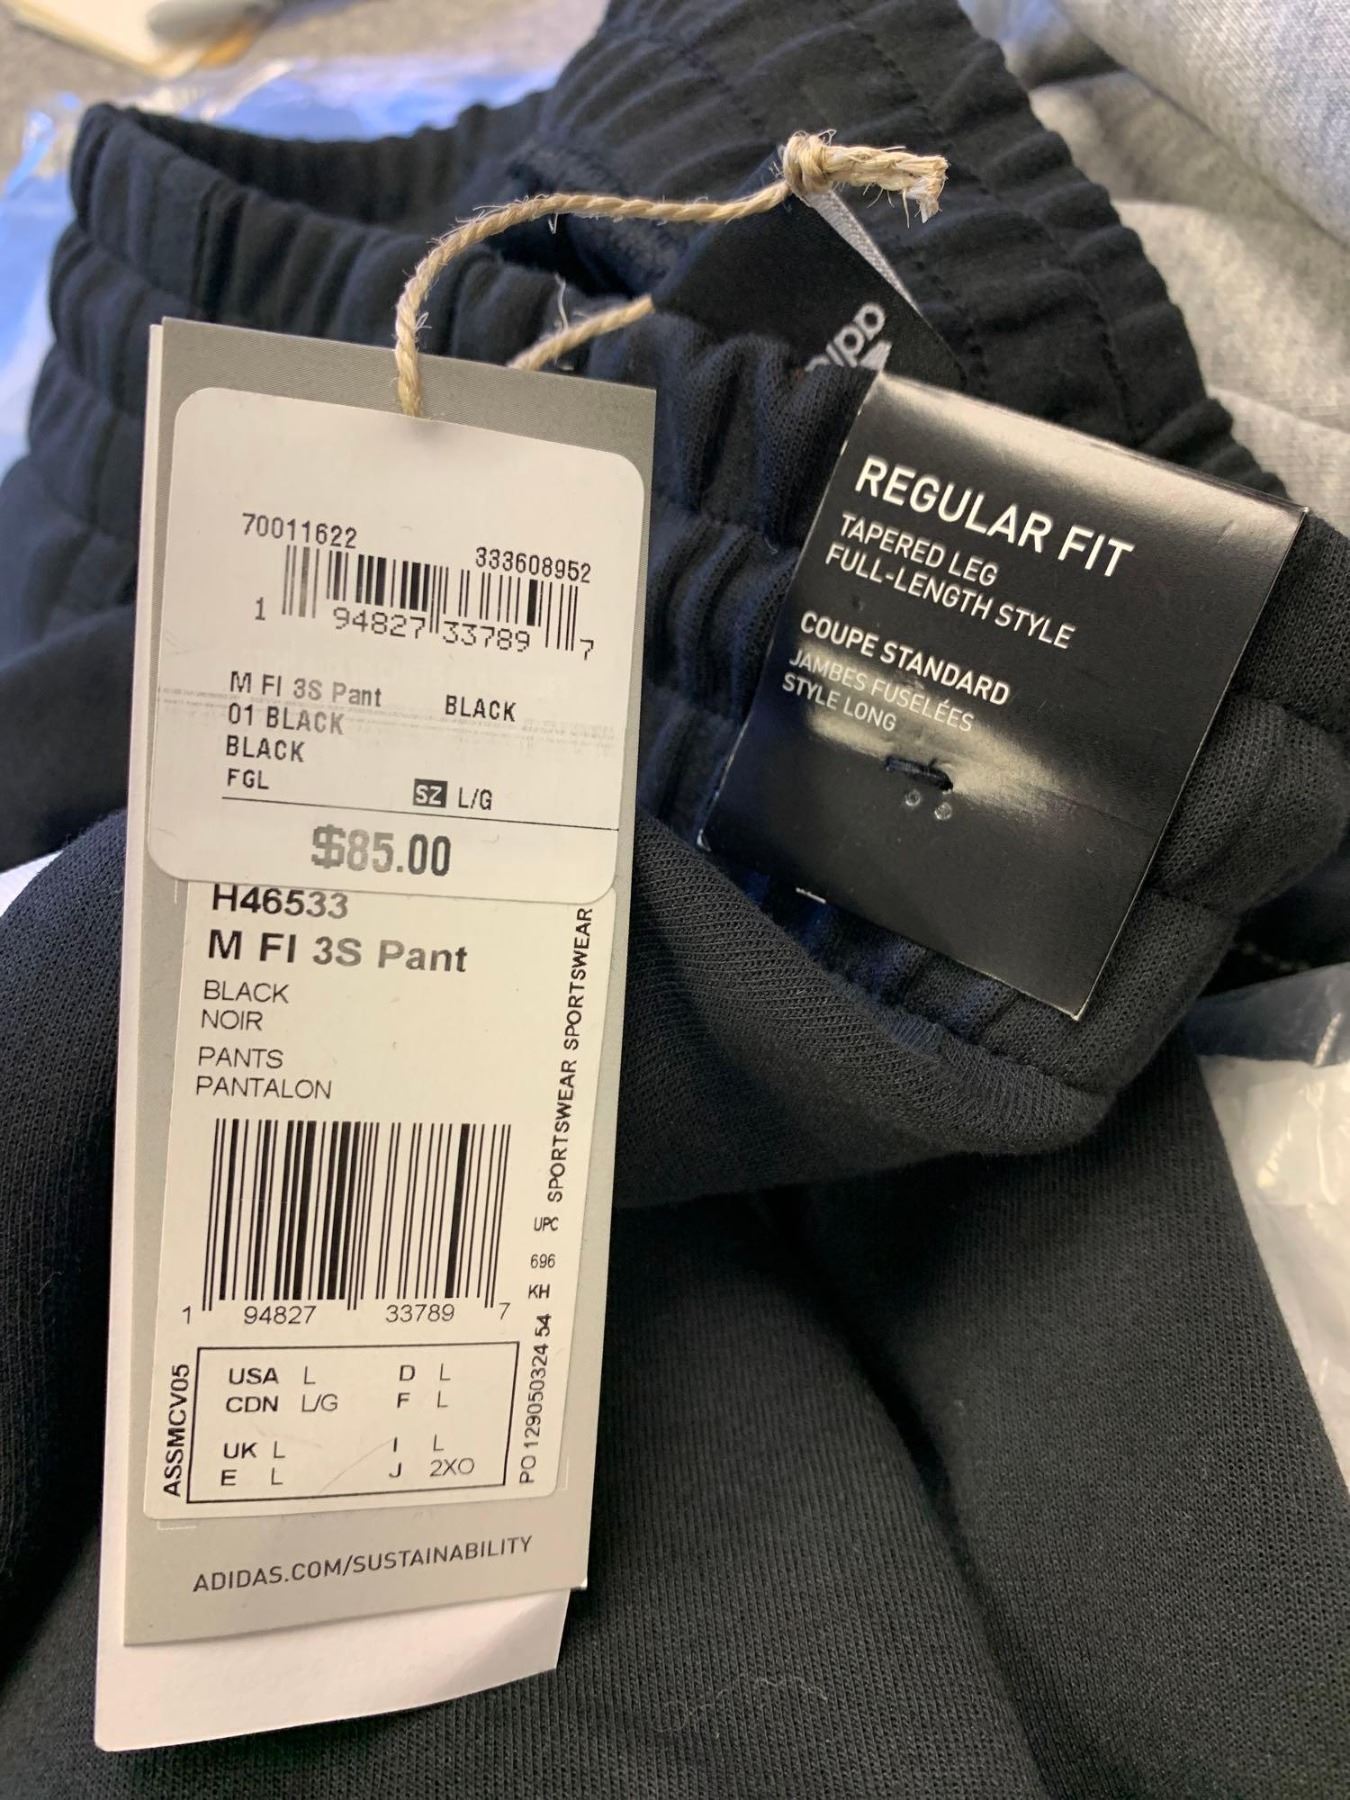 70011622
333608952
1 94827 33789 7
M FI 3S Pant BLACK
01 BLACK
BLACK
FGL SZ L/G
$85.00
H46533
M FI 3S Pant
BLACK
NOIR
PANTS
PANTALON
1 94827 33789 7
SPORTSWEAR SPORTSWEAR
UPC
696
KH
PO 129050324 54
ASSMCV05
USA L D L
CDN L/G F L
UK L I L
E L J 2XO
ADIDAS.COM/SUSTAINABILITY
REGULAR FIT
TAPERED LEG
FULL-LENGTH STYLE
COUPE STANDARD
JAMBES FUSELÉES
STYLE LONG